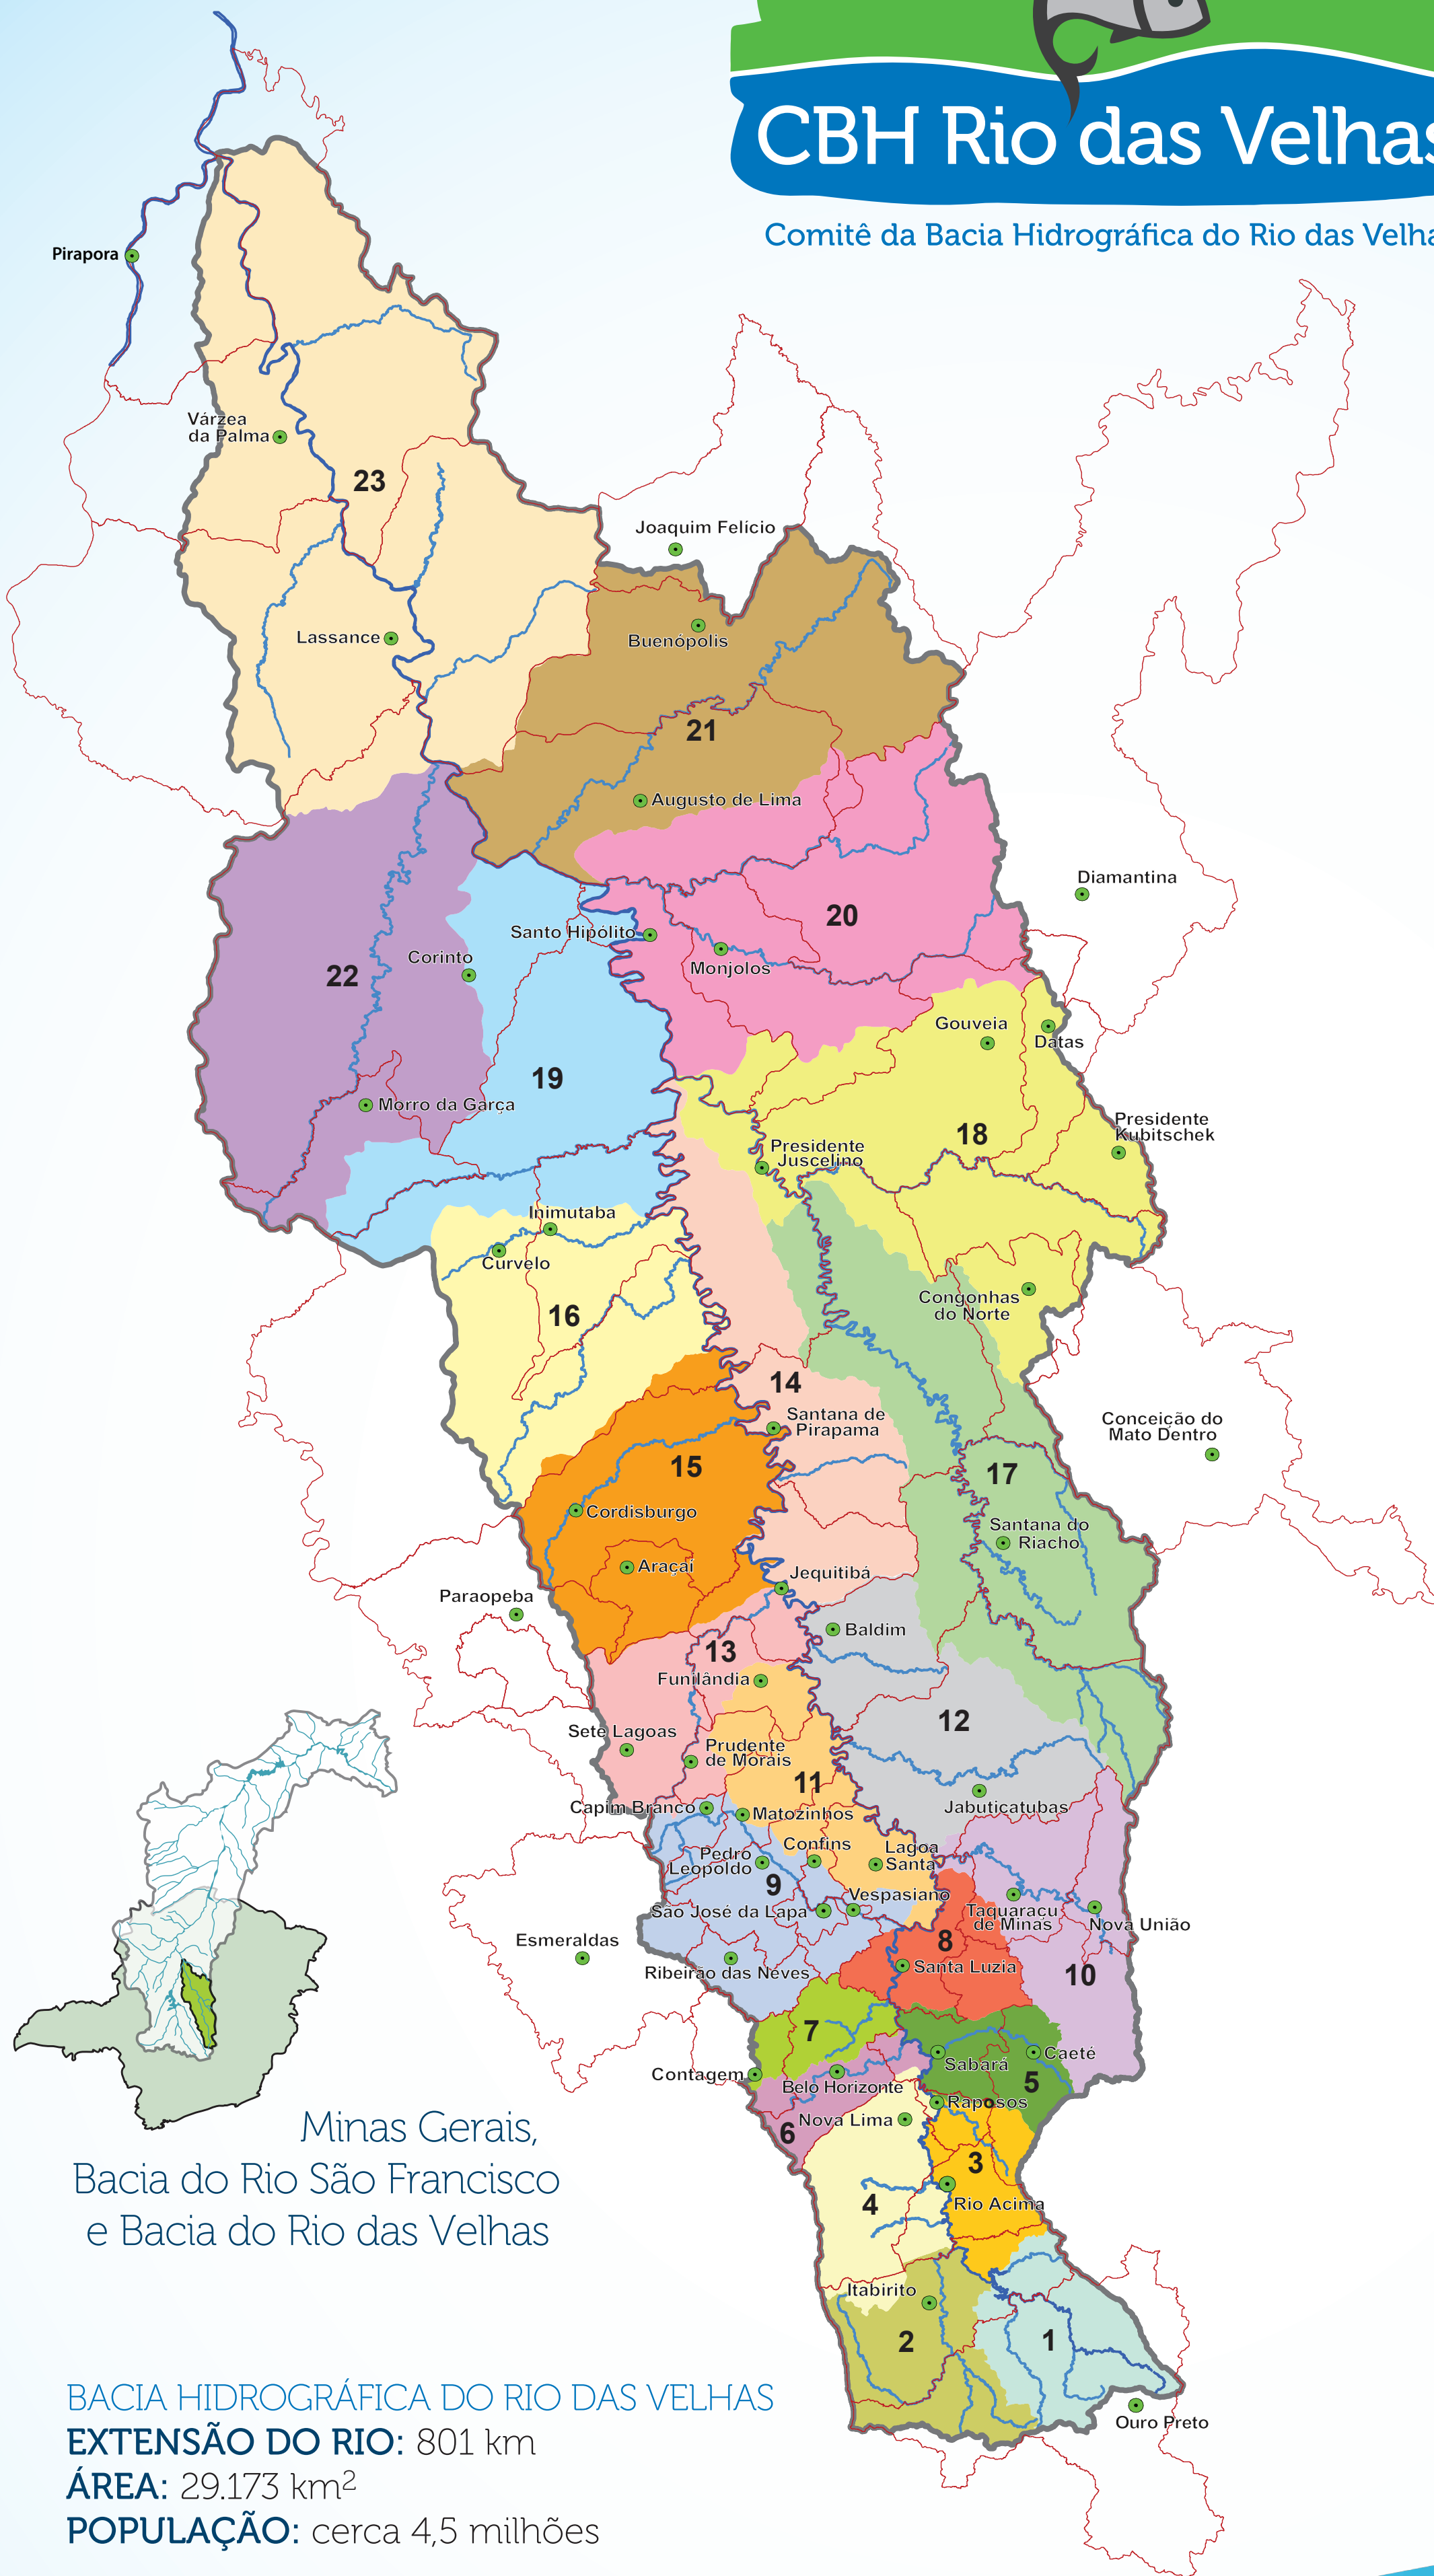 CBH Rio das Velhas
Comitê da Bacia Hidrográfica do Rio das Velha
Pirapora
Várzea
da Palma
23
Joaquim Felício
Lassance
Buenópolis
21
Augusto de Lima
Diamantina
20
Santo Hipólito
Corinto
Monjolos
22
Gouveia
Datas
19
Morro da Garça
Presidente
Kubitschek
18
Presidente
Juscelino
Inimutaba
Curvelo
Congonhas
do Norte
16
14
Santana de
Pirapama
Conceição do
Mato Dentro
15
17
Cordisburgo
Santana do
Riacho
Araçaí
Jequitibá
Paraopeba
Baldim
13
Funilândia
12
Sete Lagoas
Prudente
de Morais
11
Capim Branco
Matozinhos
Jabuticatubas
Confins
Lagoa
Santa
Pedro
Leopoldo
9
Vespasiano
São José da Lapa
Taquaraçu
de Minas
Nova União
Esmeraldas
8
Ribeirão das Neves
Santa Luzia
10
7
Sabará
Caeté
Contagem
Belo Horizonte
5
Raposos
Nova Lima
6
3
Rio Acima
4
Itabirito
2
1
Ouro Preto
Minas Gerais,
Bacia do Rio São Francisco
e Bacia do Rio das Velhas
BACIA HIDROGRÁFICA DO RIO DAS VELHAS
EXTENSÃO DO RIO: 801 km
ÁREA: 29.173 km²
POPULAÇÃO: cerca 4,5 milhões